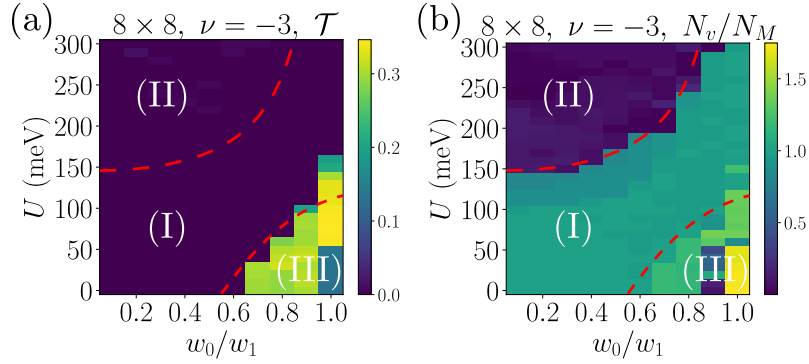 (a) 8 × 8, ν = −3, 𝒯
300
250
200
150
100
50
0
U (meV)
(II)
(I)
(III)
0.2 0.4 0.6 0.8 1.0
w₀/w₁
0.3
0.2
0.1
0.0
(b) 8 × 8, ν = −3, Nᵥ/N_M
300
250
200
150
100
50
0
U (meV)
(II)
(I)
(III)
0.2 0.4 0.6 0.8 1.0
w₀/w₁
1.5
1.0
0.5